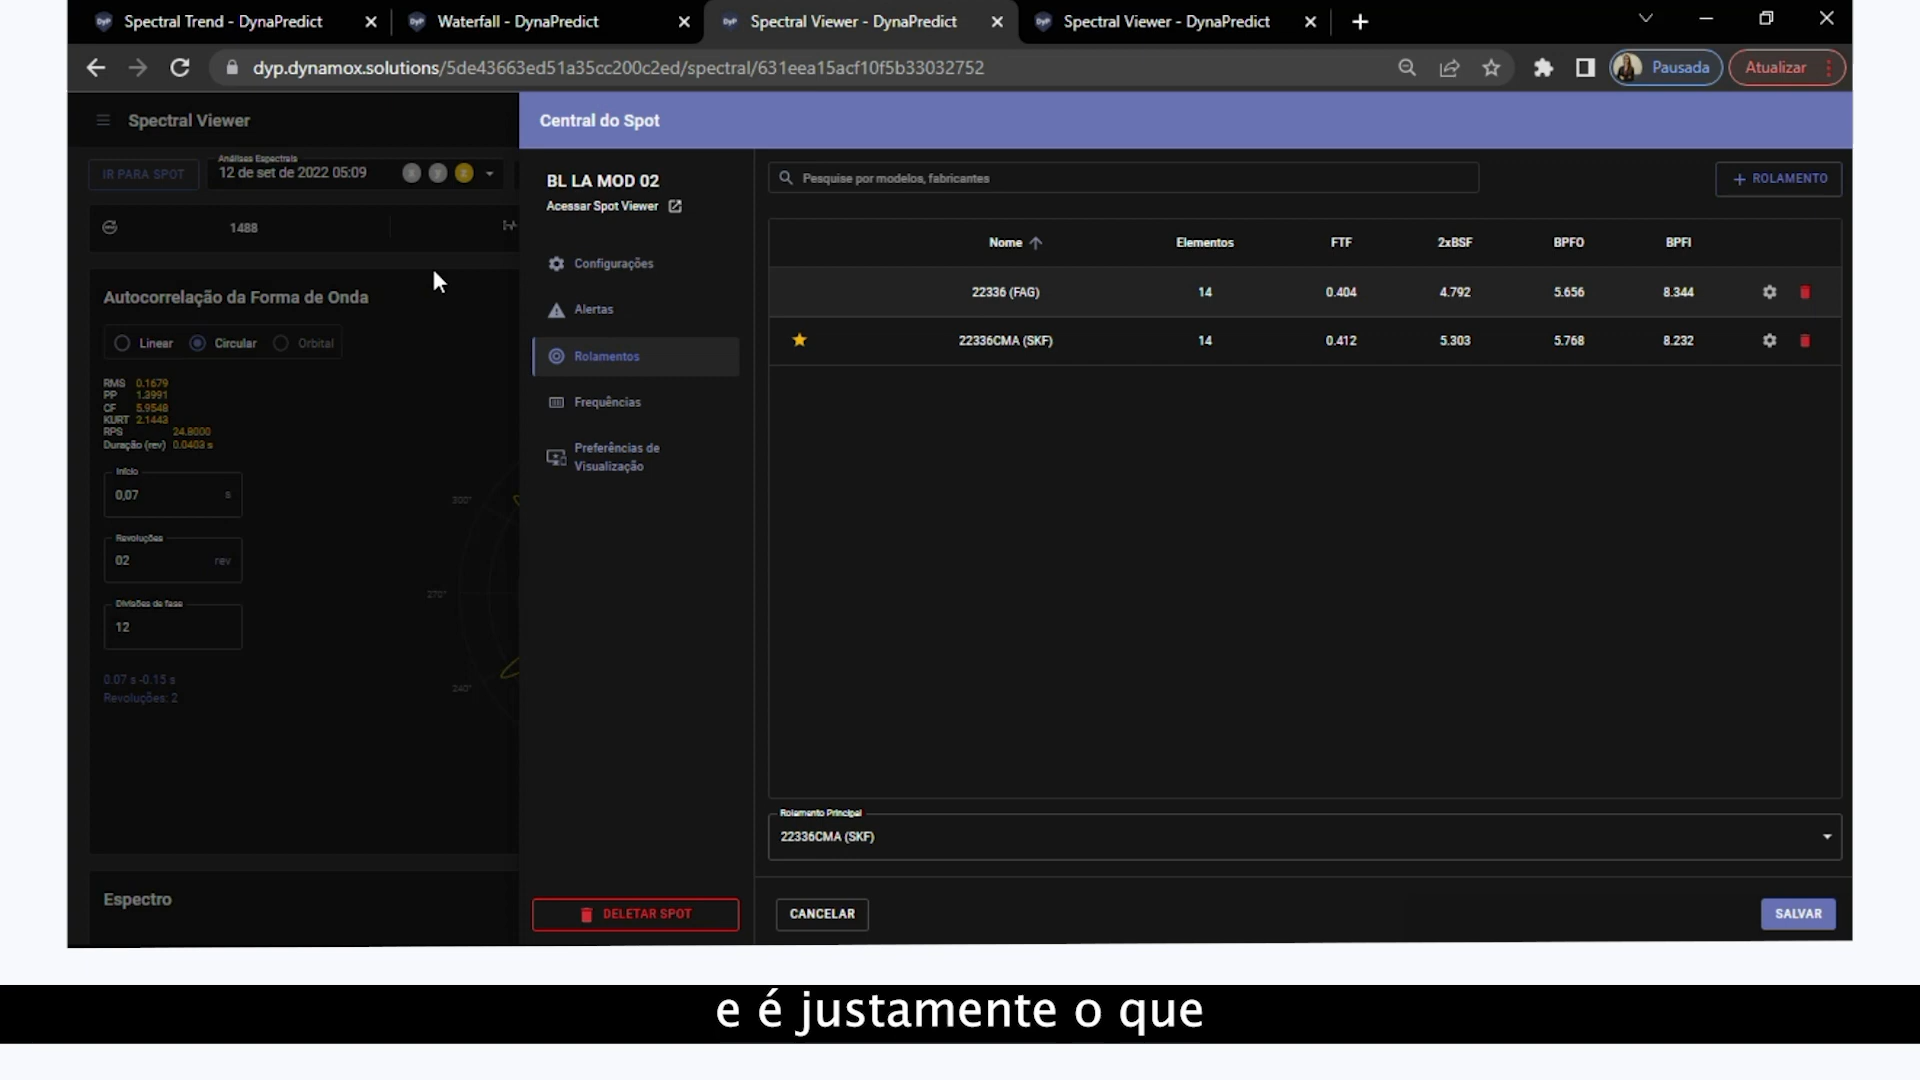 Spectral Trend - DynaPredict
Waterfall - DynaPredict
Spectral Viewer - DynaPredict
Spectral Viewer - DynaPredict
dyp.dynamox.solutions/5de43663ed51a35cc200c2ed/spectral/631eea15acf10f5b33032752
Pausada
Atualizar
Spectral Viewer
Central do Spot
IR PARA SPOT
Análises Espectrais
12 de set de 2022 05:09
x y z
1488
Autocorrelação da Forma de Onda
Linear
Circular
Orbital
RMS 0.1679
PP 1.3991
CF 5.9548
KURT 2.1443
RPS 24.8000
Duração (rev) 0.0403 s
Início
0,07 s
Revoluções
02 rev
Divisões de fase
12
0.07 s -0.15 s
Revoluções: 2
300°
270°
240°
Espectro
BL LA MOD 02
Acessar Spot Viewer
Configurações
Alertas
Rolamentos
Frequências
Preferências de
Visualização
DELETAR SPOT
Pesquise por modelos, fabricantes
+ ROLAMENTO
Nome Elementos FTF 2xBSF BPFO BPFI
22336 (FAG) 14 0.404 4.792 5.656 8.344
22336CMA (SKF) 14 0.412 5.303 5.768 8.232
Rolamento Principal
22336CMA (SKF)
CANCELAR
SALVAR
e é justamente o que